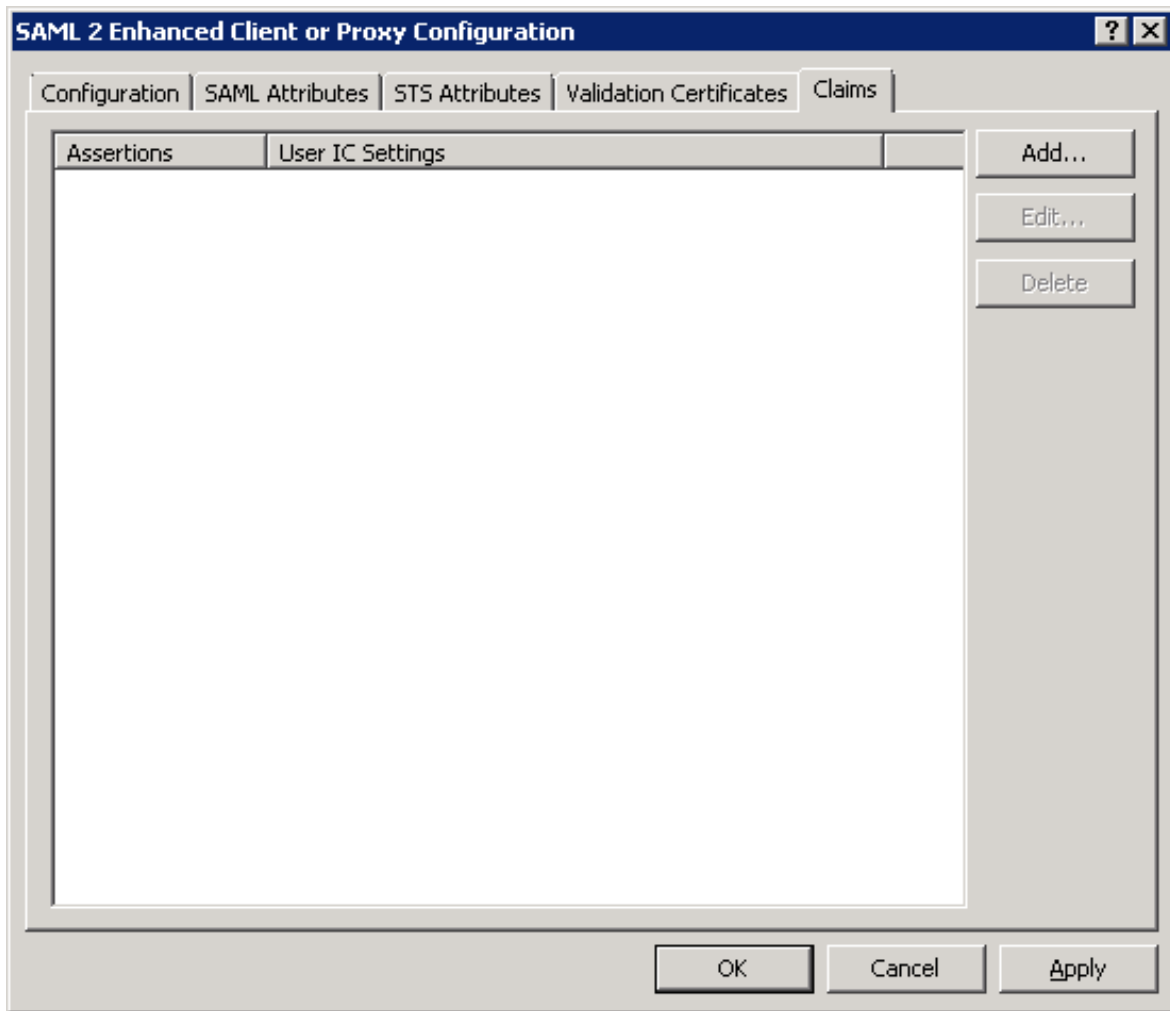 SAML 2 Enhanced Client or Proxy Configuration ?
Configuration SAML Attributes STS Attributes Validation Certificates Claims
Assertions User IC Settings Add...
Edit...
Delete
OK Cancel Apply